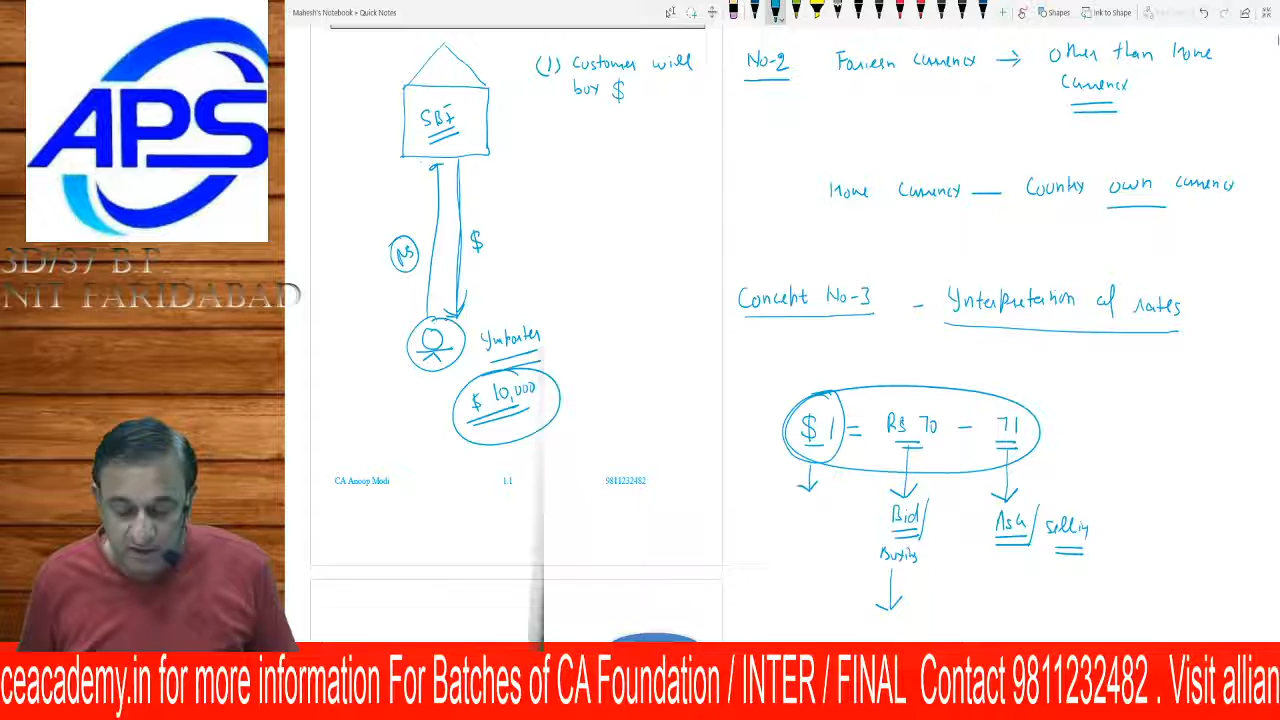 Mahesh's Notebook » Quick Notes
Shapes
Ink to Shape
APS
3D/37 B.P.
NIT FARIDABAD
SBI
(1) Customer will
buy $
Rs
$
Importer
$ 10,000
CA Anoop Modi
1.1
9811232482
No-2
Foriegn currency → Other than Home
Currency
Home Currency — Country own currency
Concept No-3 - Interpretation of rates
$ 1 = Rs 70 - 71
Bid/
Buying
Ask/ selling
ceacademy.in for more information For Batches of CA Foundation / INTER / FINAL Contact 9811232482 . Visit allian